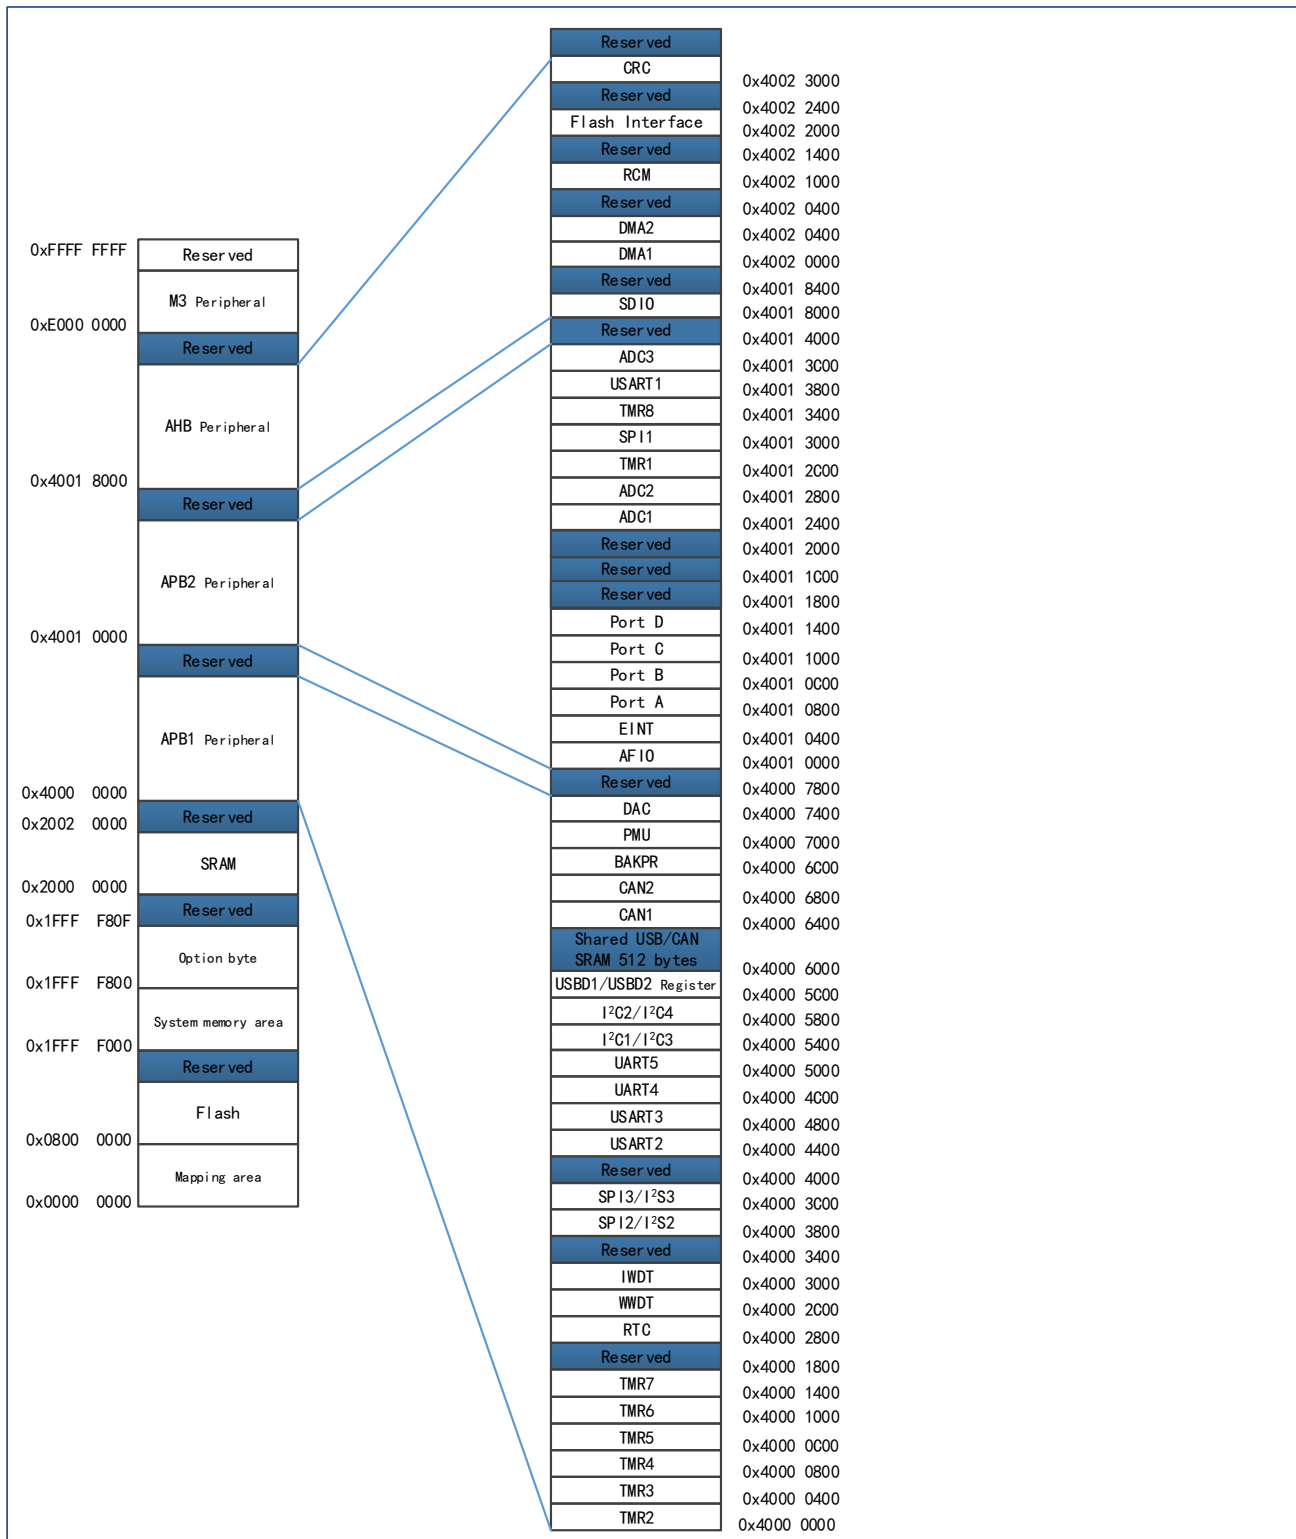 0xFFFF FFFF
Reserved
M3 Peripheral
0xE000 0000
Reserved
AHB Peripheral
0x4001 8000
Reserved
APB2 Peripheral
0x4001 0000
Reserved
APB1 Peripheral
0x4000 0000
Reserved
0x2002 0000
SRAM
0x2000 0000
Reserved
0x1FFF F80F
Option byte
0x1FFF F800
System memory area
0x1FFF F000
Reserved
Flash
0x0800 0000
Mapping area
0x0000 0000
Reserved
CRC
0x4002 3000
Reserved
0x4002 2400
Flash Interface
0x4002 2000
Reserved
0x4002 1400
RCM
0x4002 1000
Reserved
0x4002 0400
DMA2
0x4002 0400
DMA1
0x4002 0000
Reserved
0x4001 8400
SDIO
0x4001 8000
Reserved
0x4001 4000
ADC3
0x4001 3C00
USART1
0x4001 3800
TMR8
0x4001 3400
SPI1
0x4001 3000
TMR1
0x4001 2C00
ADC2
0x4001 2800
ADC1
0x4001 2400
Reserved
0x4001 2000
Reserved
0x4001 1C00
Reserved
0x4001 1800
Port D
0x4001 1400
Port C
0x4001 1000
Port B
0x4001 0C00
Port A
0x4001 0800
EINT
0x4001 0400
AFIO
0x4001 0000
Reserved
0x4000 7800
DAC
0x4000 7400
PMU
0x4000 7000
BAKPR
0x4000 6C00
CAN2
0x4000 6800
CAN1
0x4000 6400
Shared USB/CAN
SRAM 512 bytes
0x4000 6000
USBD1/USBD2 Register
0x4000 5C00
I²C2/I²C4
0x4000 5800
I²C1/I²C3
0x4000 5400
UART5
0x4000 5000
UART4
0x4000 4C00
USART3
0x4000 4800
USART2
0x4000 4400
Reserved
0x4000 4000
SPI3/I²S3
0x4000 3C00
SPI2/I²S2
0x4000 3800
Reserved
0x4000 3400
IWDT
0x4000 3000
WWDT
0x4000 2C00
RTC
0x4000 2800
Reserved
0x4000 1800
TMR7
0x4000 1400
TMR6
0x4000 1000
TMR5
0x4000 0C00
TMR4
0x4000 0800
TMR3
0x4000 0400
TMR2
0x4000 0000